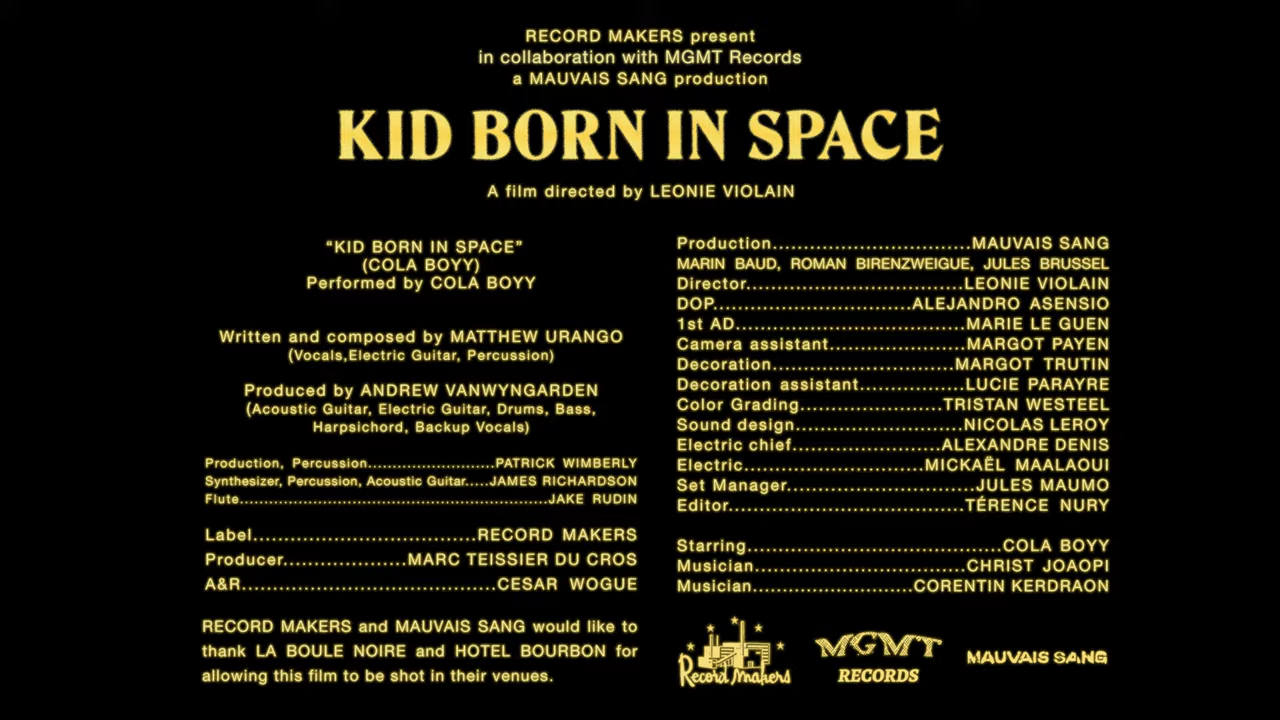 RECORD MAKERS present
in collaboration with MGMT Records
a MAUVAIS SANG production
KID BORN IN SPACE
A film directed by LEONIE VIOLAIN
“KID BORN IN SPACE”
(COLA BOYY)
Performed by COLA BOYY
Written and composed by MATTHEW URANGO
(Vocals,Electric Guitar, Percussion)
Produced by ANDREW VANWYNGARDEN
(Acoustic Guitar, Electric Guitar, Drums, Bass,
Harpsichord, Backup Vocals)
Production, Percussion..........................PATRICK WIMBERLY
Synthesizer, Percussion, Acoustic Guitar.....JAMES RICHARDSON
Flute...............................................................JAKE RUDIN
Label....................................RECORD MAKERS
Producer....................MARC TEISSIER DU CROS
A&R.........................................CESAR WOGUE
RECORD MAKERS and MAUVAIS SANG would like to
thank LA BOULE NOIRE and HOTEL BOURBON for
allowing this film to be shot in their venues.
Production................................MAUVAIS SANG
MARIN BAUD, ROMAN BIRENZWEIGUE, JULES BRUSSEL
Director...................................LEONIE VIOLAIN
DOP................................ALEJANDRO ASENSIO
1st AD.....................................MARIE LE GUEN
Camera assistant......................MARGOT PAYEN
Decoration.............................MARGOT TRUTIN
Decoration assistant.................LUCIE PARAYRE
Color Grading.......................TRISTAN WESTEEL
Sound design...........................NICOLAS LEROY
Electric chief........................ALEXANDRE DENIS
Electric.............................MICKAËL MAALAOUI
Set Manager..............................JULES MAUMO
Editor......................................TÉRENCE NURY
Starring.........................................COLA BOYY
Musician..................................CHRIST JOAOPI
Musician..........................CORENTIN KERDRAON
Record Makers
MGMT
RECORDS
MAUVAIS SANG